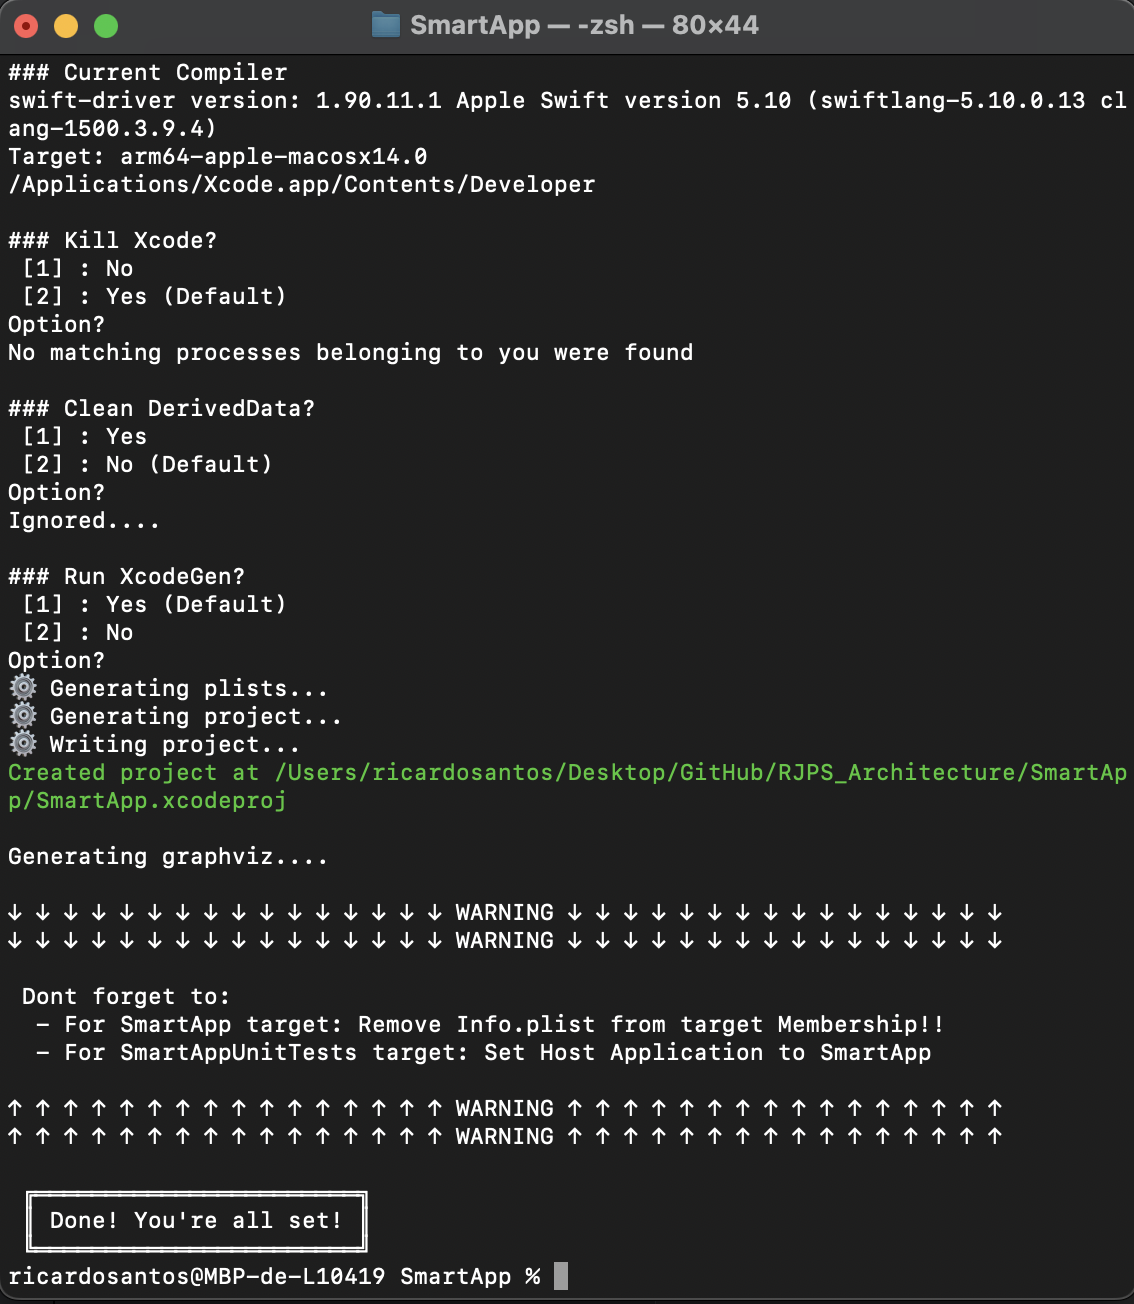 SmartApp — -zsh — 80×44
### Current Compiler
swift-driver version: 1.90.11.1 Apple Swift version 5.10 (swiftlang-5.10.0.13 cl
ang-1500.3.9.4)
Target: arm64-apple-macosx14.0
/Applications/Xcode.app/Contents/Developer
### Kill Xcode?
[1] : No
[2] : Yes (Default)
Option?
No matching processes belonging to you were found
### Clean DerivedData?
[1] : Yes
[2] : No (Default)
Option?
Ignored....
### Run XcodeGen?
[1] : Yes (Default)
[2] : No
Option?
⚙️ Generating plists...
⚙️ Generating project...
⚙️ Writing project...
Created project at /Users/ricardosantos/Desktop/GitHub/RJPS_Architecture/SmartAp
p/SmartApp.xcodeproj
Generating graphviz....
↓ ↓ ↓ ↓ ↓ ↓ ↓ ↓ ↓ ↓ ↓ ↓ ↓ ↓ ↓ ↓ WARNING ↓ ↓ ↓ ↓ ↓ ↓ ↓ ↓ ↓ ↓ ↓ ↓ ↓ ↓ ↓ ↓
↓ ↓ ↓ ↓ ↓ ↓ ↓ ↓ ↓ ↓ ↓ ↓ ↓ ↓ ↓ ↓ WARNING ↓ ↓ ↓ ↓ ↓ ↓ ↓ ↓ ↓ ↓ ↓ ↓ ↓ ↓ ↓ ↓
Dont forget to:
- For SmartApp target: Remove Info.plist from target Membership!!
- For SmartAppUnitTests target: Set Host Application to SmartApp
↑ ↑ ↑ ↑ ↑ ↑ ↑ ↑ ↑ ↑ ↑ ↑ ↑ ↑ ↑ ↑ WARNING ↑ ↑ ↑ ↑ ↑ ↑ ↑ ↑ ↑ ↑ ↑ ↑ ↑ ↑ ↑ ↑
↑ ↑ ↑ ↑ ↑ ↑ ↑ ↑ ↑ ↑ ↑ ↑ ↑ ↑ ↑ ↑ WARNING ↑ ↑ ↑ ↑ ↑ ↑ ↑ ↑ ↑ ↑ ↑ ↑ ↑ ↑ ↑ ↑
Done! You're all set!
ricardosantos@MBP-de-L10419 SmartApp %